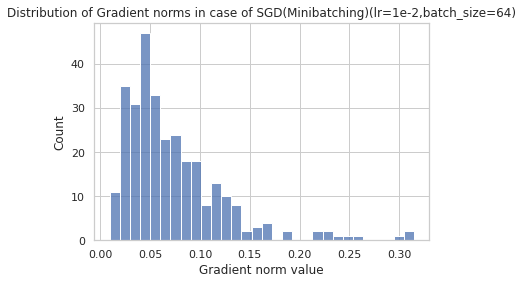 Distribution of Gradient norms in case of SGD(Minibatching)(lr=1e-2,batch_size=64)
40
30
20
10
0
Count
0.00 0.05 0.10 0.15 0.20 0.25 0.30
Gradient norm value